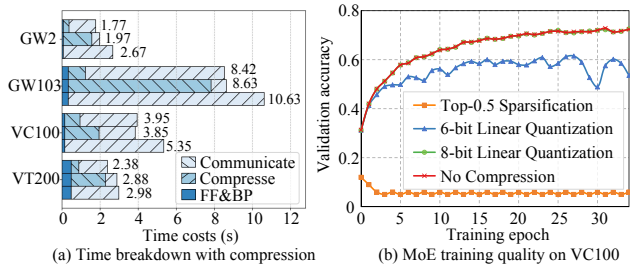 GW2
1.77
1.97
2.67
GW103
8.42
8.63
10.63
VC100
3.95
3.85
5.35
VT200
2.38
2.88
2.98
Communicate
Compresse
FF&BP
0 2 4 6 8 10 12
Time costs (s)
(a) Time breakdown with compression
Validation accuracy
0.8
0.6
0.4
0.2
0
Top-0.5 Sparsification
6-bit Linear Quantization
8-bit Linear Quantization
No Compression
0 5 10 15 20 25 30
Training epoch
(b) MoE training quality on VC100